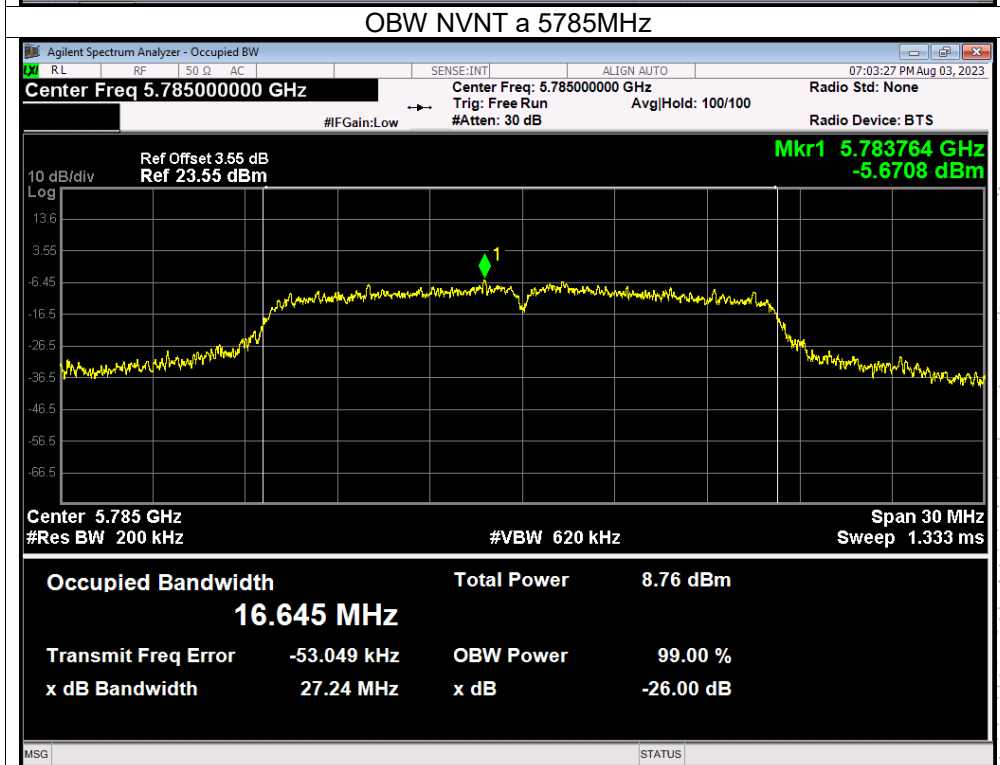 OBW NVNT a 5785MHz
Agilent Spectrum Analyzer - Occupied BW
LXI RL RF 50 Ω AC SENSE:INT ALIGN AUTO 07:03:27 PM Aug 03, 2023
Center Freq 5.785000000 GHz Center Freq: 5.785000000 GHz Radio Std: None
Trig: Free Run Avg|Hold: 100/100
#IFGain:Low #Atten: 30 dB Radio Device: BTS
Mkr1 5.783764 GHz
-5.6708 dBm
Ref Offset 3.55 dB
10 dB/div Ref 23.55 dBm
Log
13.6
3.55
1
-6.45
-16.5
-26.5
-36.5
-46.5
-56.5
-66.5
Center 5.785 GHz Span 30 MHz
#Res BW 200 kHz #VBW 620 kHz Sweep 1.333 ms
Occupied Bandwidth Total Power 8.76 dBm
16.645 MHz
Transmit Freq Error -53.049 kHz OBW Power 99.00 %
x dB Bandwidth 27.24 MHz x dB -26.00 dB
MSG STATUS